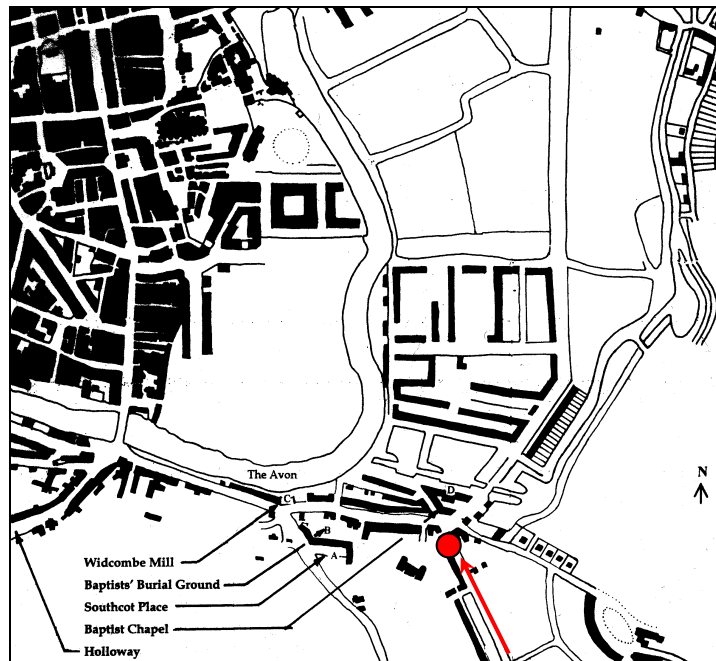 The Avon
D
C
B
A
N
Widcombe Mill
Baptists' Burial Ground
Southcot Place
Baptist Chapel
Holloway